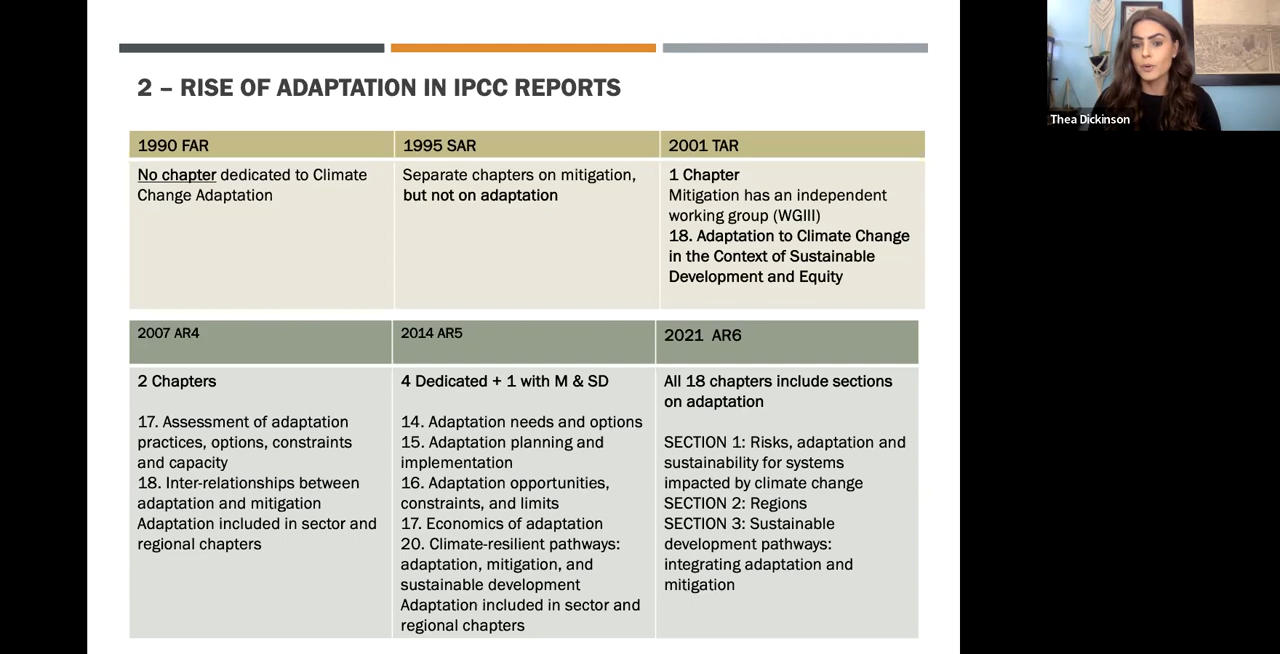 2 – RISE OF ADAPTATION IN IPCC REPORTS
1990 FAR
No chapter dedicated to Climate
Change Adaptation
1995 SAR
Separate chapters on mitigation,
but not on adaptation
2001 TAR
1 Chapter
Mitigation has an independent
working group (WGIII)
18. Adaptation to Climate Change
in the Context of Sustainable
Development and Equity
2007 AR4
2 Chapters
17. Assessment of adaptation
practices, options, constraints
and capacity
18. Inter-relationships between
adaptation and mitigation
Adaptation included in sector and
regional chapters
2014 AR5
4 Dedicated + 1 with M & SD
14. Adaptation needs and options
15. Adaptation planning and
implementation
16. Adaptation opportunities,
constraints, and limits
17. Economics of adaptation
20. Climate-resilient pathways:
adaptation, mitigation, and
sustainable development
Adaptation included in sector and
regional chapters
2021 AR6
All 18 chapters include sections
on adaptation
SECTION 1: Risks, adaptation and
sustainability for systems
impacted by climate change
SECTION 2: Regions
SECTION 3: Sustainable
development pathways:
integrating adaptation and
mitigation
Thea Dickinson